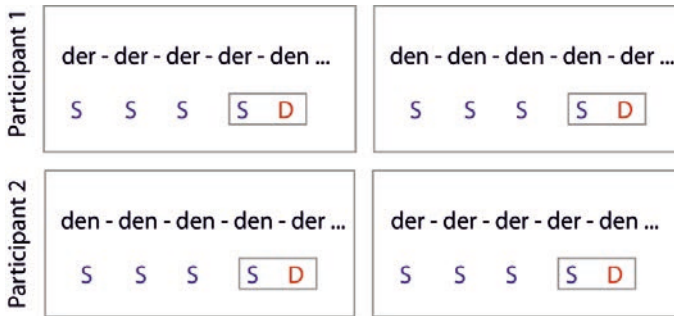 Participant 1
der - der - der - der - den ...
S S S S D
den - den - den - den - der ...
S S S S D
Participant 2
den - den - den - den - der ...
S S S S D
der - der - der - der - den ...
S S S S D